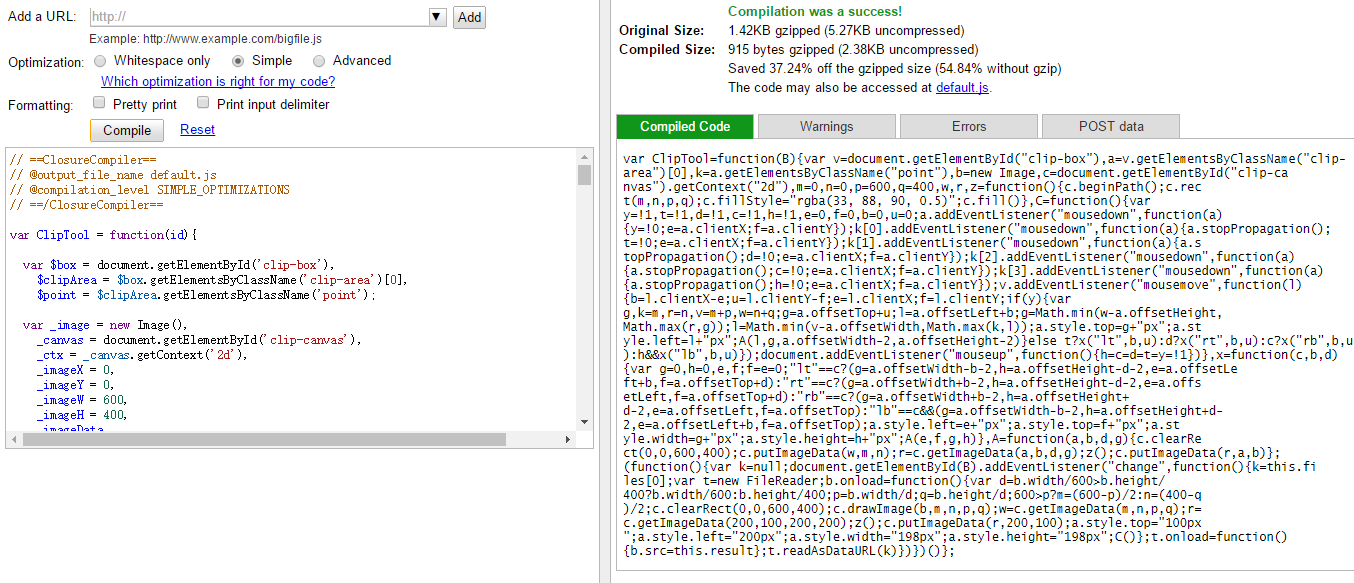 Add a URL: http:// Add
Example: http://www.example.com/bigfile.js
Optimization: Whitespace only Simple Advanced
Which optimization is right for my code?
Formatting: Pretty print Print input delimiter
Compile Reset
// ==ClosureCompiler==
// @output_file_name default.js
// @compilation_level SIMPLE_OPTIMIZATIONS
// ==/ClosureCompiler==
var ClipTool = function(id){
var $box = document.getElementById('clip-box'),
$clipArea = $box.getElementsByClassName('clip-area')[0],
$point = $clipArea.getElementsByClassName('point');
var _image = new Image(),
_canvas = document.getElementById('clip-canvas'),
_ctx = _canvas.getContext('2d'),
_imageX = 0,
_imageY = 0,
_imageW = 600,
_imageH = 400,
_imageData
Compilation was a success!
Original Size: 1.42KB gzipped (5.27KB uncompressed)
Compiled Size: 915 bytes gzipped (2.38KB uncompressed)
Saved 37.24% off the gzipped size (54.84% without gzip)
The code may also be accessed at default.js.
Compiled Code Warnings Errors POST data
var ClipTool=function(B){var v=document.getElementById("clip-box"),a=v.getElementsByClassName("clip-
area")[0],k=a.getElementsByClassName("point"),b=new Image,c=document.getElementById("clip-ca
nvas").getContext("2d"),m=0,n=0,p=600,q=400,w,r,z=function(){c.beginPath();c.rec
t(m,n,p,q);c.fillStyle="rgba(33, 88, 90, 0.5)";c.fill()},C=function(){var
y=!1,t=!1,d=!1,c=!1,h=!1,e=0,f=0,b=0,u=0;a.addEventListener("mousedown",function(a)
{y=!0;e=a.clientX;f=a.clientY});k[0].addEventListener("mousedown",function(a){a.stopPropagation();
t=!0;e=a.clientX;f=a.clientY});k[1].addEventListener("mousedown",function(a){a.s
topPropagation();d=!0;e=a.clientX;f=a.clientY});k[2].addEventListener("mousedown",function(a)
{a.stopPropagation();c=!0;e=a.clientX;f=a.clientY});k[3].addEventListener("mousedown",function(a)
{a.stopPropagation();h=!0;e=a.clientX;f=a.clientY});v.addEventListener("mousemove",function(l)
{b=l.clientX-e;u=l.clientY-f;e=l.clientX;f=l.clientY;if(y){var
g,k=m,r=n,v=m+p,w=n+q;g=a.offsetTop+u;l=a.offsetLeft+b;g=Math.min(w-a.offsetHeight,
Math.max(r,g));l=Math.min(v-a.offsetWidth,Math.max(k,l));a.style.top=g+"px";a.st
yle.left=l+"px";A(l,g,a.offsetWidth-2,a.offsetHeight-2)}else t?x("lt",b,u):d?x("rt",b,u):c?x("rb",b,u
):h&&x("lb",b,u)});document.addEventListener("mouseup",function(){h=c=d=t=y=!1})},x=function(c,b,d)
{var g=0,h=0,e,f;f=e=0;"lt"==c?(g=a.offsetWidth-b-2,h=a.offsetHeight-d-2,e=a.offsetLe
ft+b,f=a.offsetTop+d):"rt"==c?(g=a.offsetWidth+b-2,h=a.offsetHeight-d-2,e=a.offs
etLeft,f=a.offsetTop+d):"rb"==c?(g=a.offsetWidth+b-2,h=a.offsetHeight+
d-2,e=a.offsetLeft,f=a.offsetTop):"lb"==c&&(g=a.offsetWidth-b-2,h=a.offsetHeight+d-
2,e=a.offsetLeft+b,f=a.offsetTop);a.style.left=e+"px";a.style.top=f+"px";a.st
yle.width=g+"px";a.style.height=h+"px";A(e,f,g,h)},A=function(a,b,d,g){c.clearRe
ct(0,0,600,400);c.putImageData(w,m,n);r=c.getImageData(a,b,d,g);z();c.putImageData(r,a,b)};
(function(){var k=null;document.getElementById(B).addEventListener("change",function(){k=this.fi
les[0];var t=new FileReader;b.onload=function(){var d=b.width/600>b.height/
400?b.width/600:b.height/400;p=b.width/d;q=b.height/d;600>p?m=(600-p)/2:n=(400-q
)/2;c.clearRect(0,0,600,400);c.drawImage(b,m,n,p,q);w=c.getImageData(m,n,p,q);r=
c.getImageData(200,100,200,200);z();c.putImageData(r,200,100);a.style.top="100px
";a.style.left="200px";a.style.width="198px";a.style.height="198px";C()};t.onload=function()
{b.src=this.result};t.readAsDataURL(k)})})()};